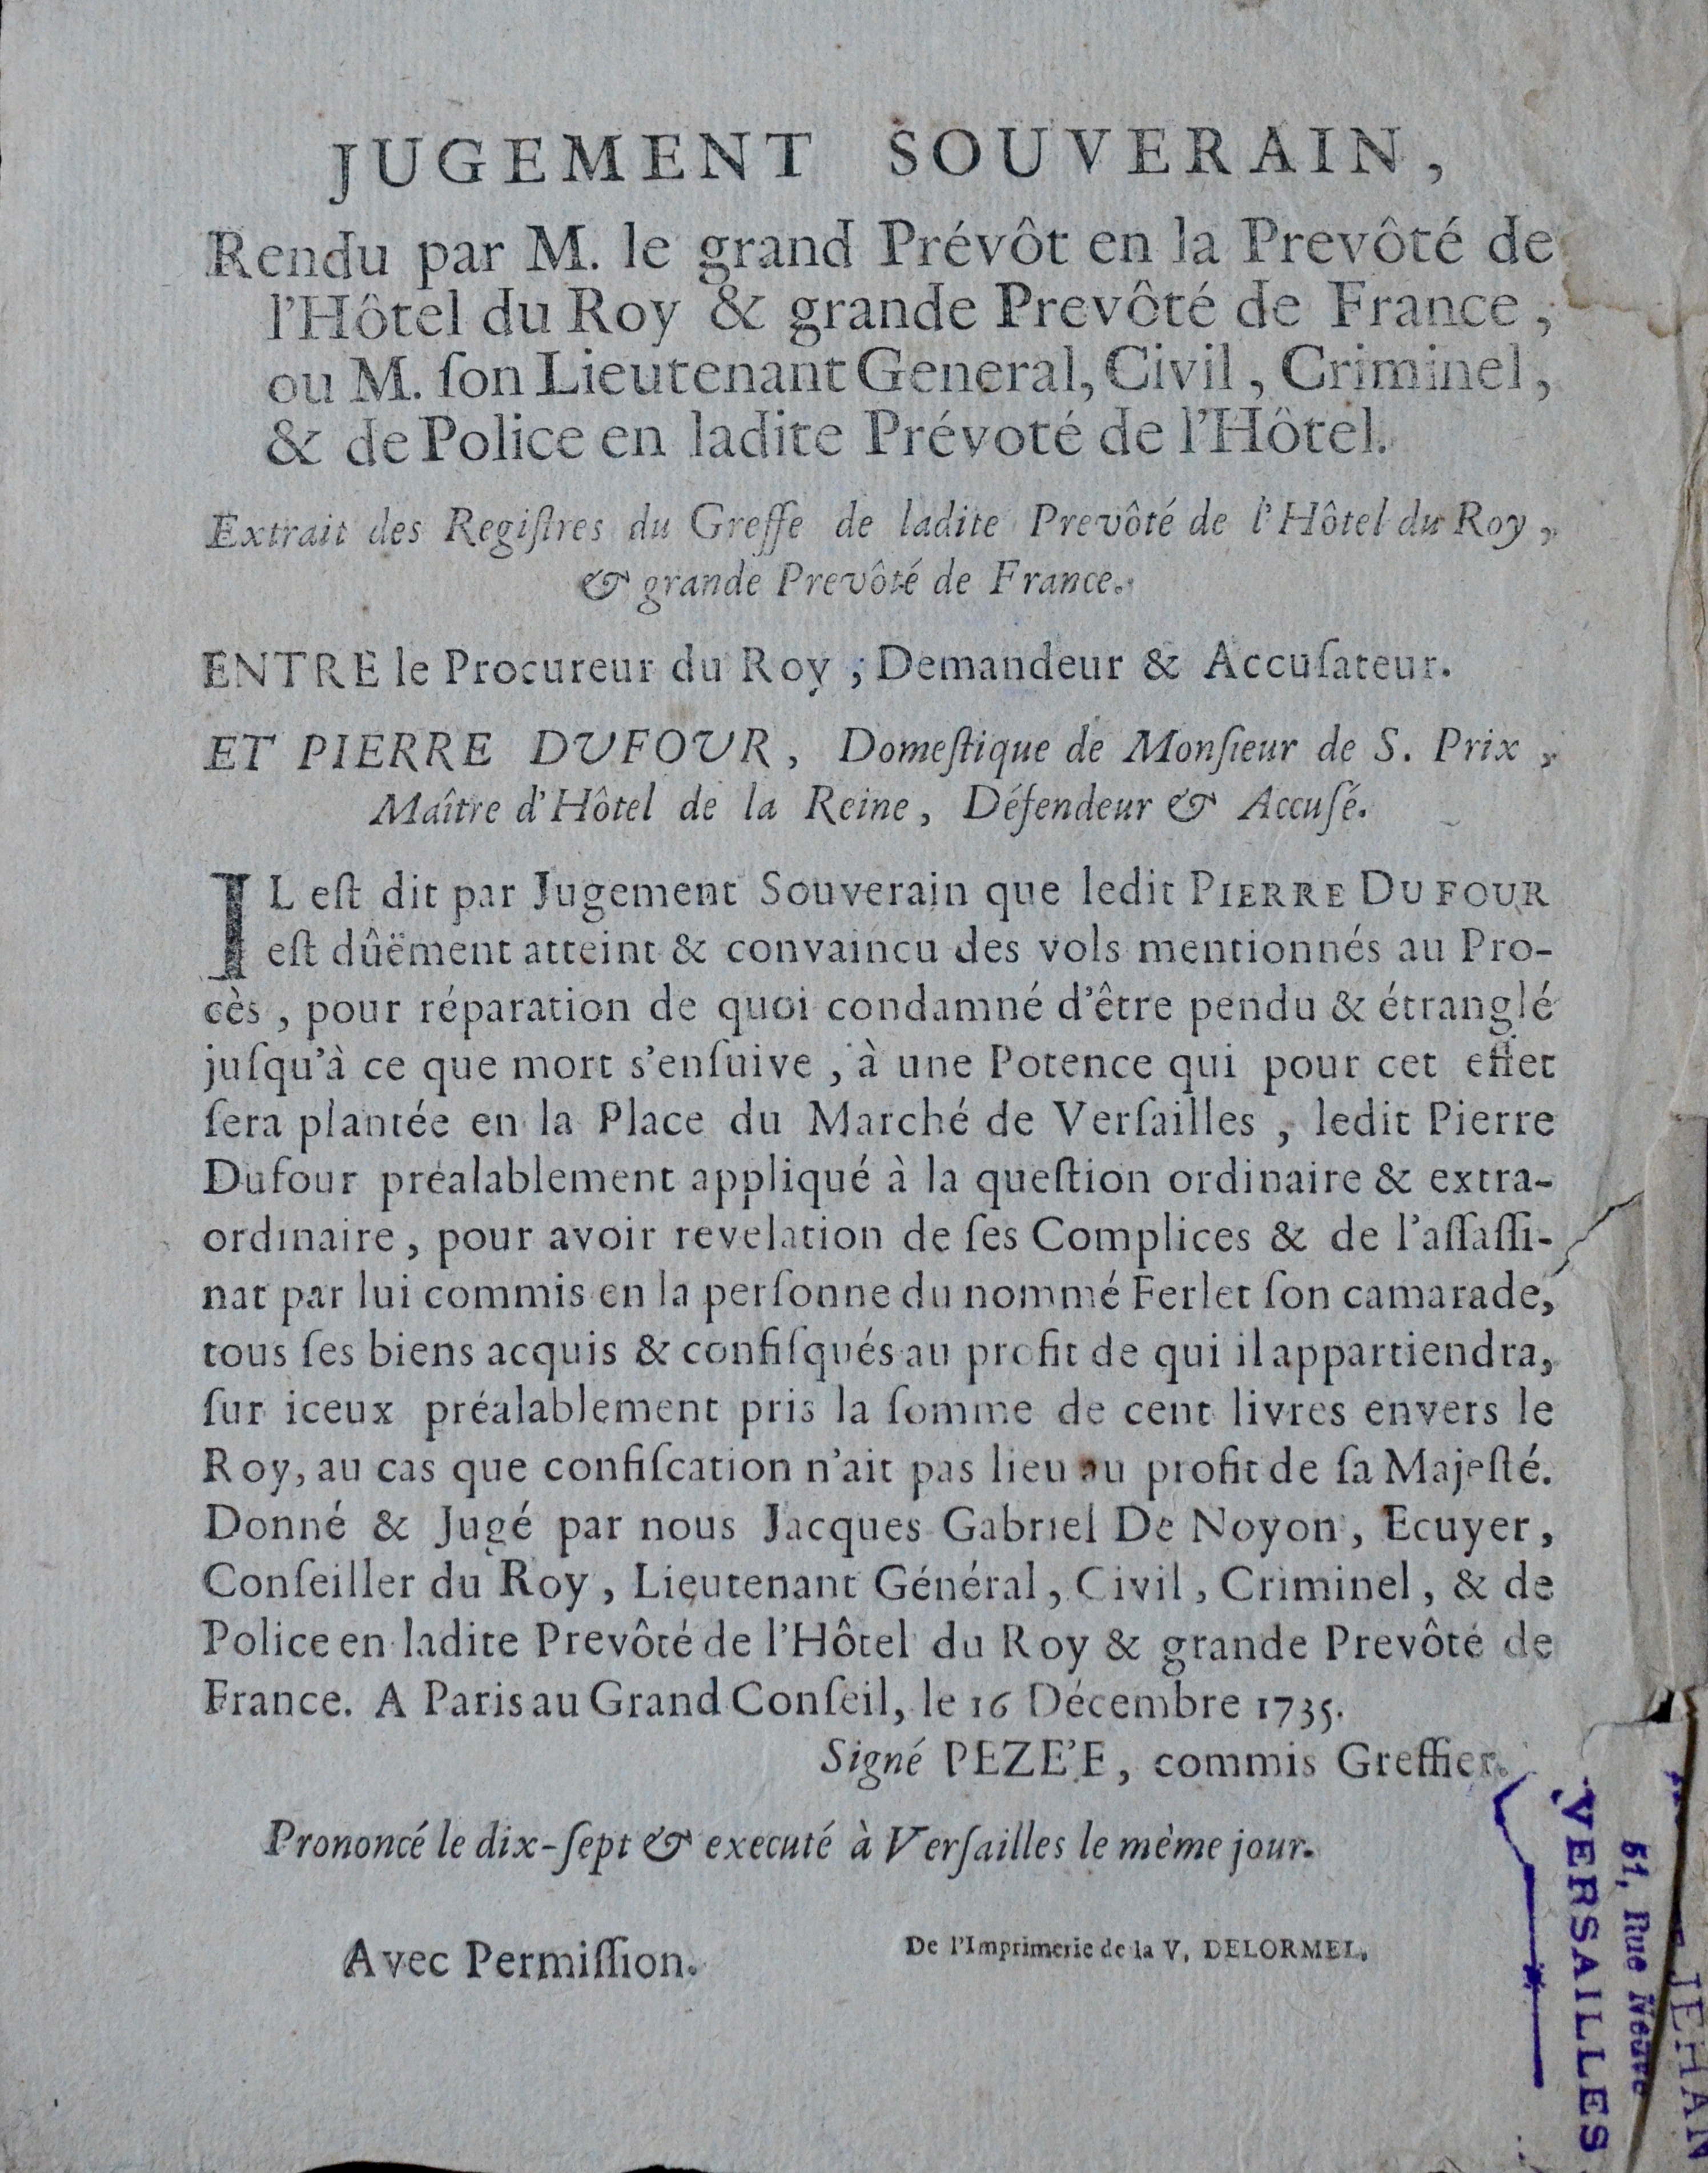 JUGEMENT SOUVERAIN,
Rendu par M. le grand Prévôt en la Prevôté de
l'Hôtel du Roy & grande Prevôté de France,
ou M. ſon Lieutenant General, Civil, Criminel,
& de Police en ladite Prévoté de l'Hôtel.
Extrait des Regiſtres du Greffe de ladite Prevôté de l'Hôtel du Roy,
& grande Prevôté de France.
ENTRE le Procureur du Roy ; Demandeur & Accuſateur.
ET PIERRE DUFOUR, Domeſtique de Monſieur de S. Prix,
Maître d'Hôtel de la Reine, Défendeur & Accuſé.
IL eſt dit par Jugement Souverain que ledit PIERRE DUFOUR
eſt dûëment atteint & convaincu des vols mentionnés au Pro-
cès, pour réparation de quoi condamné d'être pendu & étranglé
juſqu'à ce que mort s'enſuive, à une Potence qui pour cet effet
ſera plantée en la Place du Marché de Verſailles, ledit Pierre
Dufour préalablement appliqué à la queſtion ordinaire & extra-
ordinaire, pour avoir revelation de ſes Complices & de l'aſſaſſi-
nat par lui commis en la perſonne du nommé Ferlet ſon camarade,
tous ſes biens acquis & confiſqués au profit de qui il appartiendra,
ſur iceux préalablement pris la ſomme de cent livres envers le
Roy, au cas que confiſcation n'ait pas lieu au profit de ſa Majeſté.
Donné & Jugé par nous Jacques Gabriel De Noyon, Ecuyer,
Conſeiller du Roy, Lieutenant Général, Civil, Criminel, & de
Police en ladite Prevôté de l'Hôtel du Roy & grande Prevôté de
France. A Paris au Grand Conſeil, le 16 Décembre 1735.
Signé PEZE'E, commis Greffier.
Prononcé le dix-ſept & executé à Verſailles le mème jour.
Avec Permiſſion.
De l'Imprimerie de la V. DELORMEL.
JEHAN
51, Rue Neuve
VERSAILLES